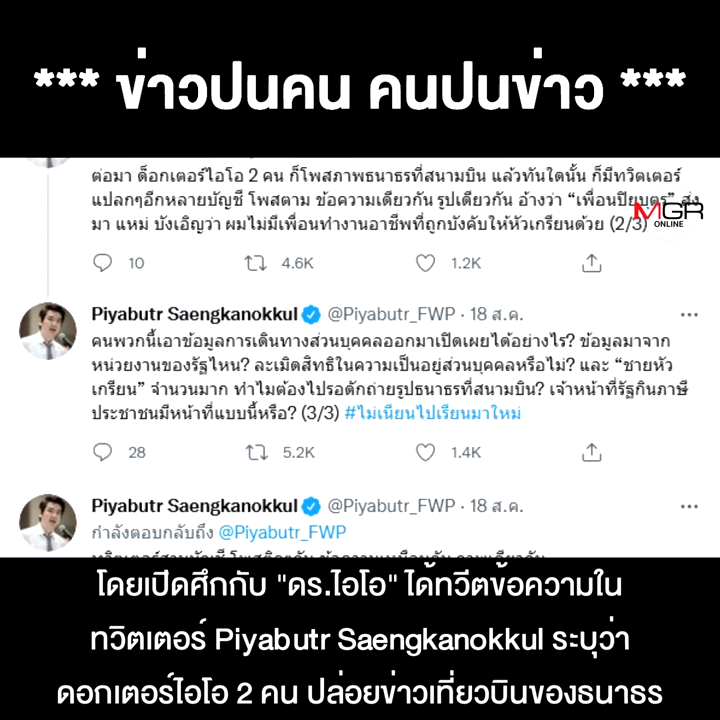 *** ข่าวปนคน คนปนข่าว ***
ต่อมา ด็อกเตอร์ไอโอ 2 คน ก็โพสภาพธนาธรที่สนามบิน แล้วทันใดนั้น ก็มีทวิตเตอร์
แปลกๆอีกหลายบัญชี โพสตาม ข้อความเดียวกัน รูปเดียวกัน อ้างว่า “เพื่อนปิยบุตร” ส่ง
MGR
ONLINE
มา แหม่ บังเอิญว่า ผมไม่มีเพื่อนทำงานอาชีพที่ถูกบังคับให้หัวเกรียนด้วย (2/3)
10 4.6K 1.2K
Piyabutr Saengkanokkul @Piyabutr_FWP · 18 ส.ค.
คนพวกนี้เอาข้อมูลการเดินทางส่วนบุคคลออกมาเปิดเผยได้อย่างไร? ข้อมูลมาจาก
หน่วยงานของรัฐไหน? ละเมิดสิทธิในความเป็นอยู่ส่วนบุคคลหรือไม่? และ “ชายหัว
เกรียน” จำนวนมาก ทำไมต้องไปรอดักถ่ายรูปธนาธรที่สนามบิน? เจ้าหน้าที่รัฐกินภาษี
ประชาชนมีหน้าที่แบบนี้หรือ? (3/3) #ไม่เนียนไปเรียนมาใหม่
28 5.2K 1.4K
Piyabutr Saengkanokkul @Piyabutr_FWP · 18 ส.ค.
กำลังตอบกลับถึง @Piyabutr_FWP
โดยเปิดศึกกับ "ดร.ไอโอ" ได้ทวีตข้อความใน
ทวิตเตอร์ Piyabutr Saengkanokkul ระบุว่า
ดอกเตอร์ไอโอ 2 คน ปล่อยข่าวเที่ยวบินของธนาธร